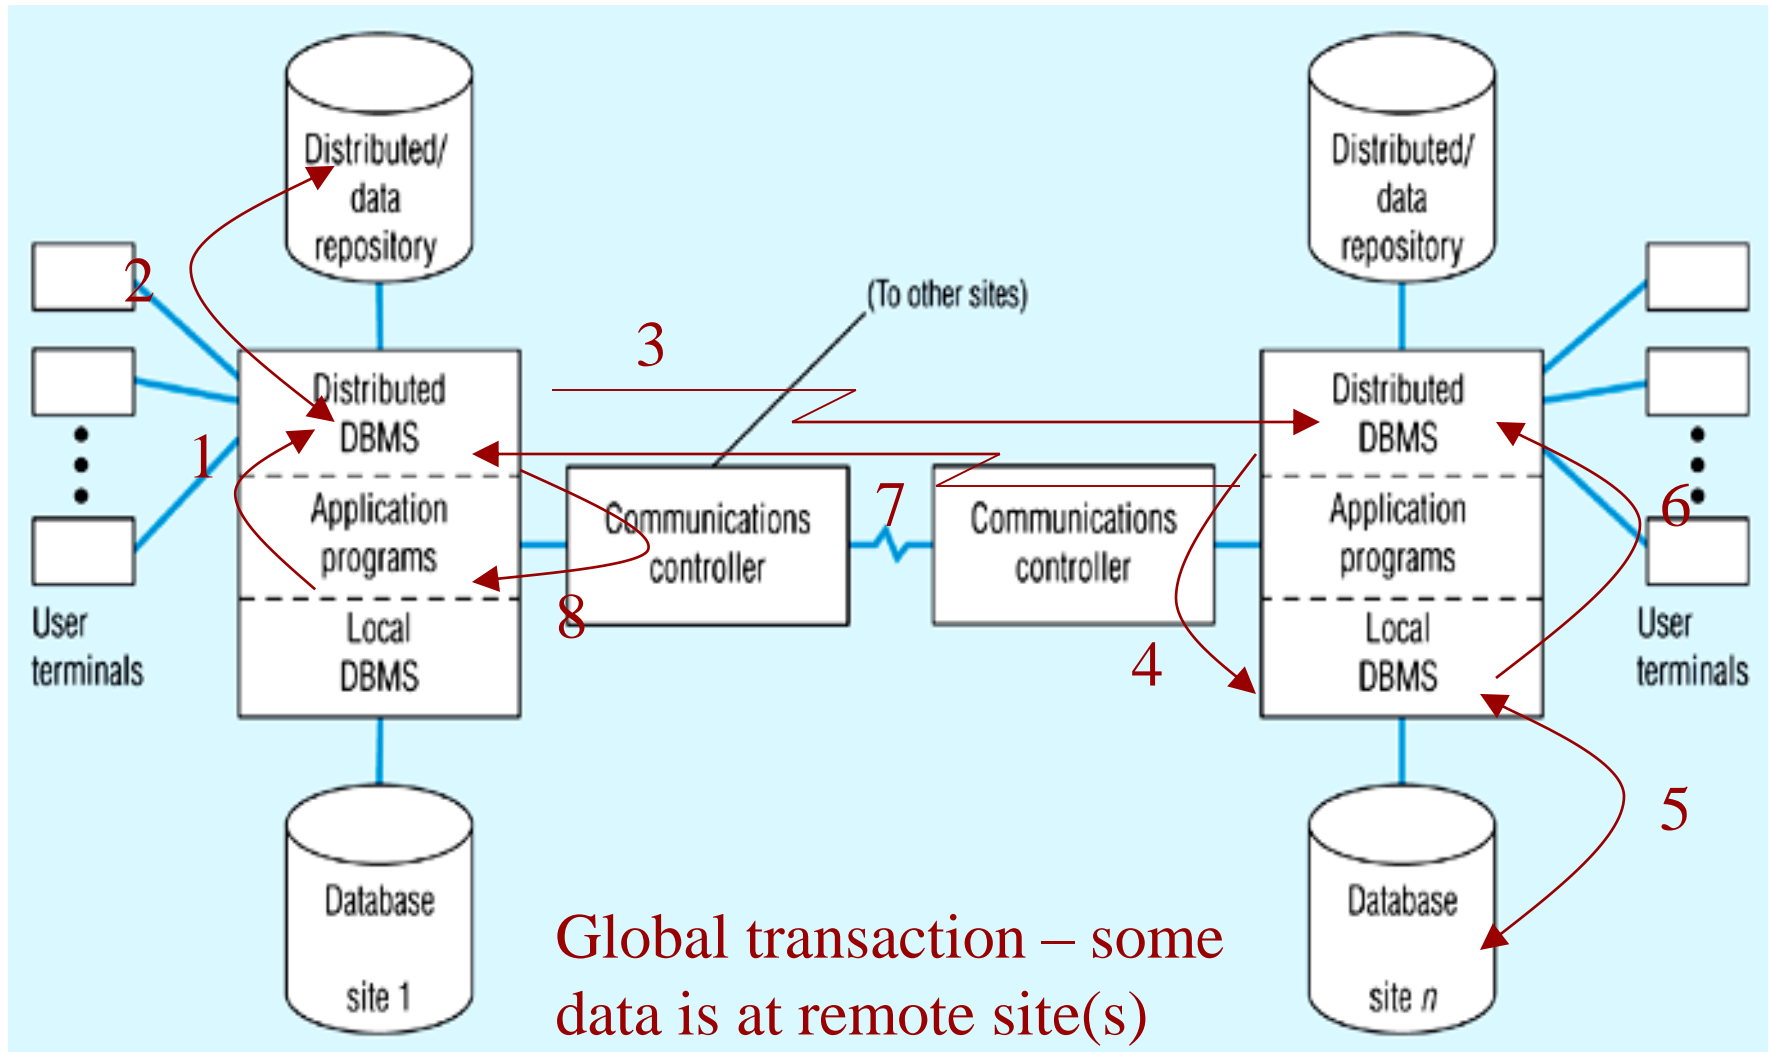 Distributed/
data
repository
Distributed/
data
repository
2
(To other sites)
3
Distributed
DBMS
Distributed
DBMS
1
Application
programs
Communications
controller
7
Communications
controller
Application
programs
6
User
terminals
8
Local
DBMS
4
Local
DBMS
User
terminals
5
Database
site 1
Database
site n
Global transaction – some
data is at remote site(s)